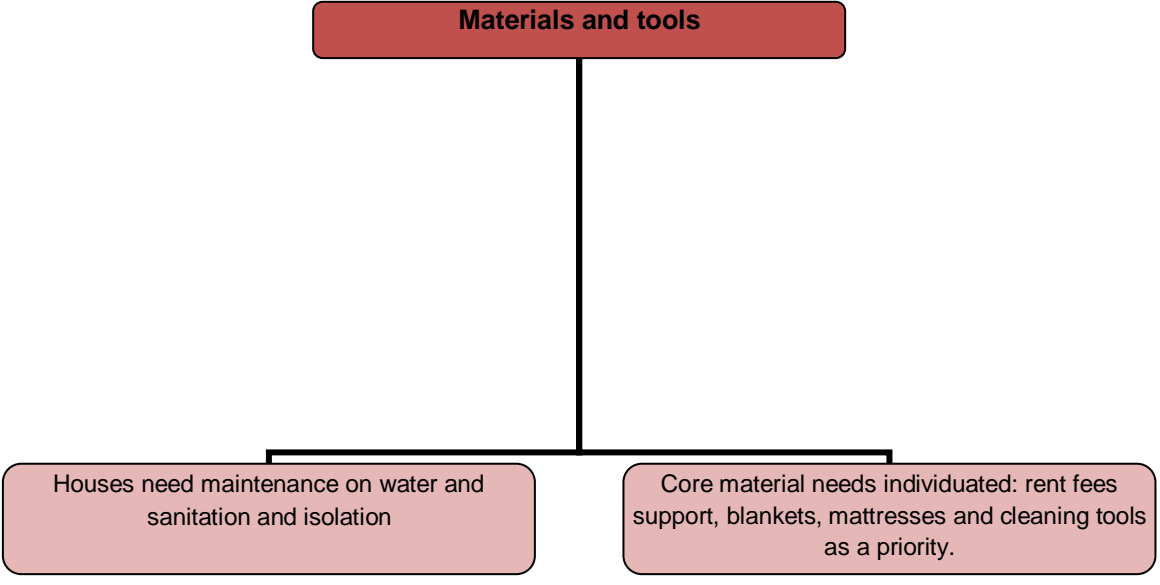 Materials and tools
Houses need maintenance on water and
sanitation and isolation
Core material needs individuated: rent fees
support, blankets, mattresses and cleaning tools
as a priority.